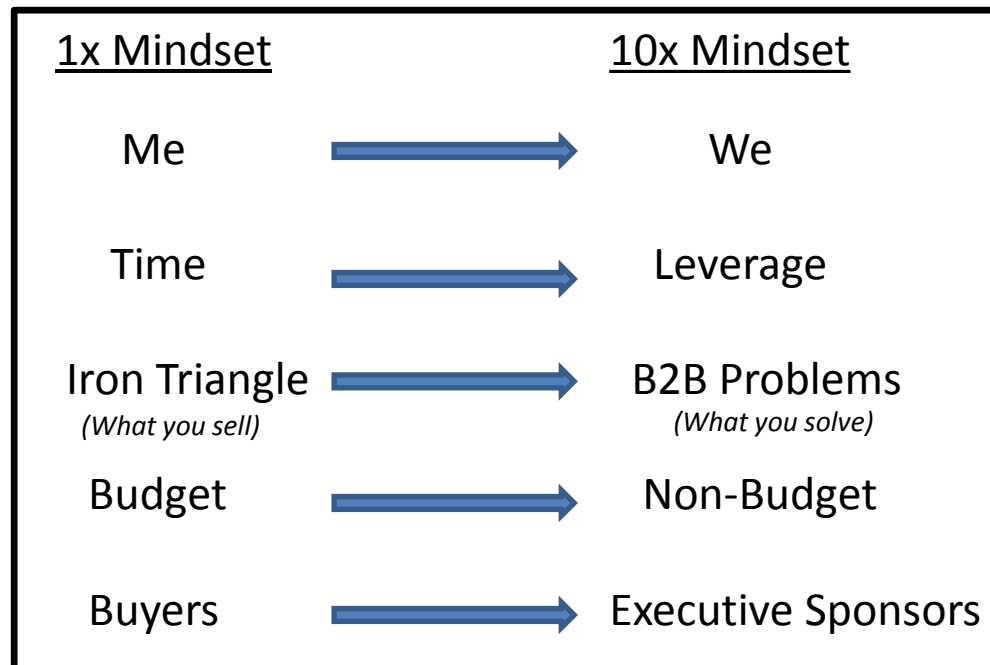 1x Mindset 10x Mindset
Me We
Time Leverage
Iron Triangle B2B Problems
(What you sell) (What you solve)
Budget Non-Budget
Buyers Executive Sponsors